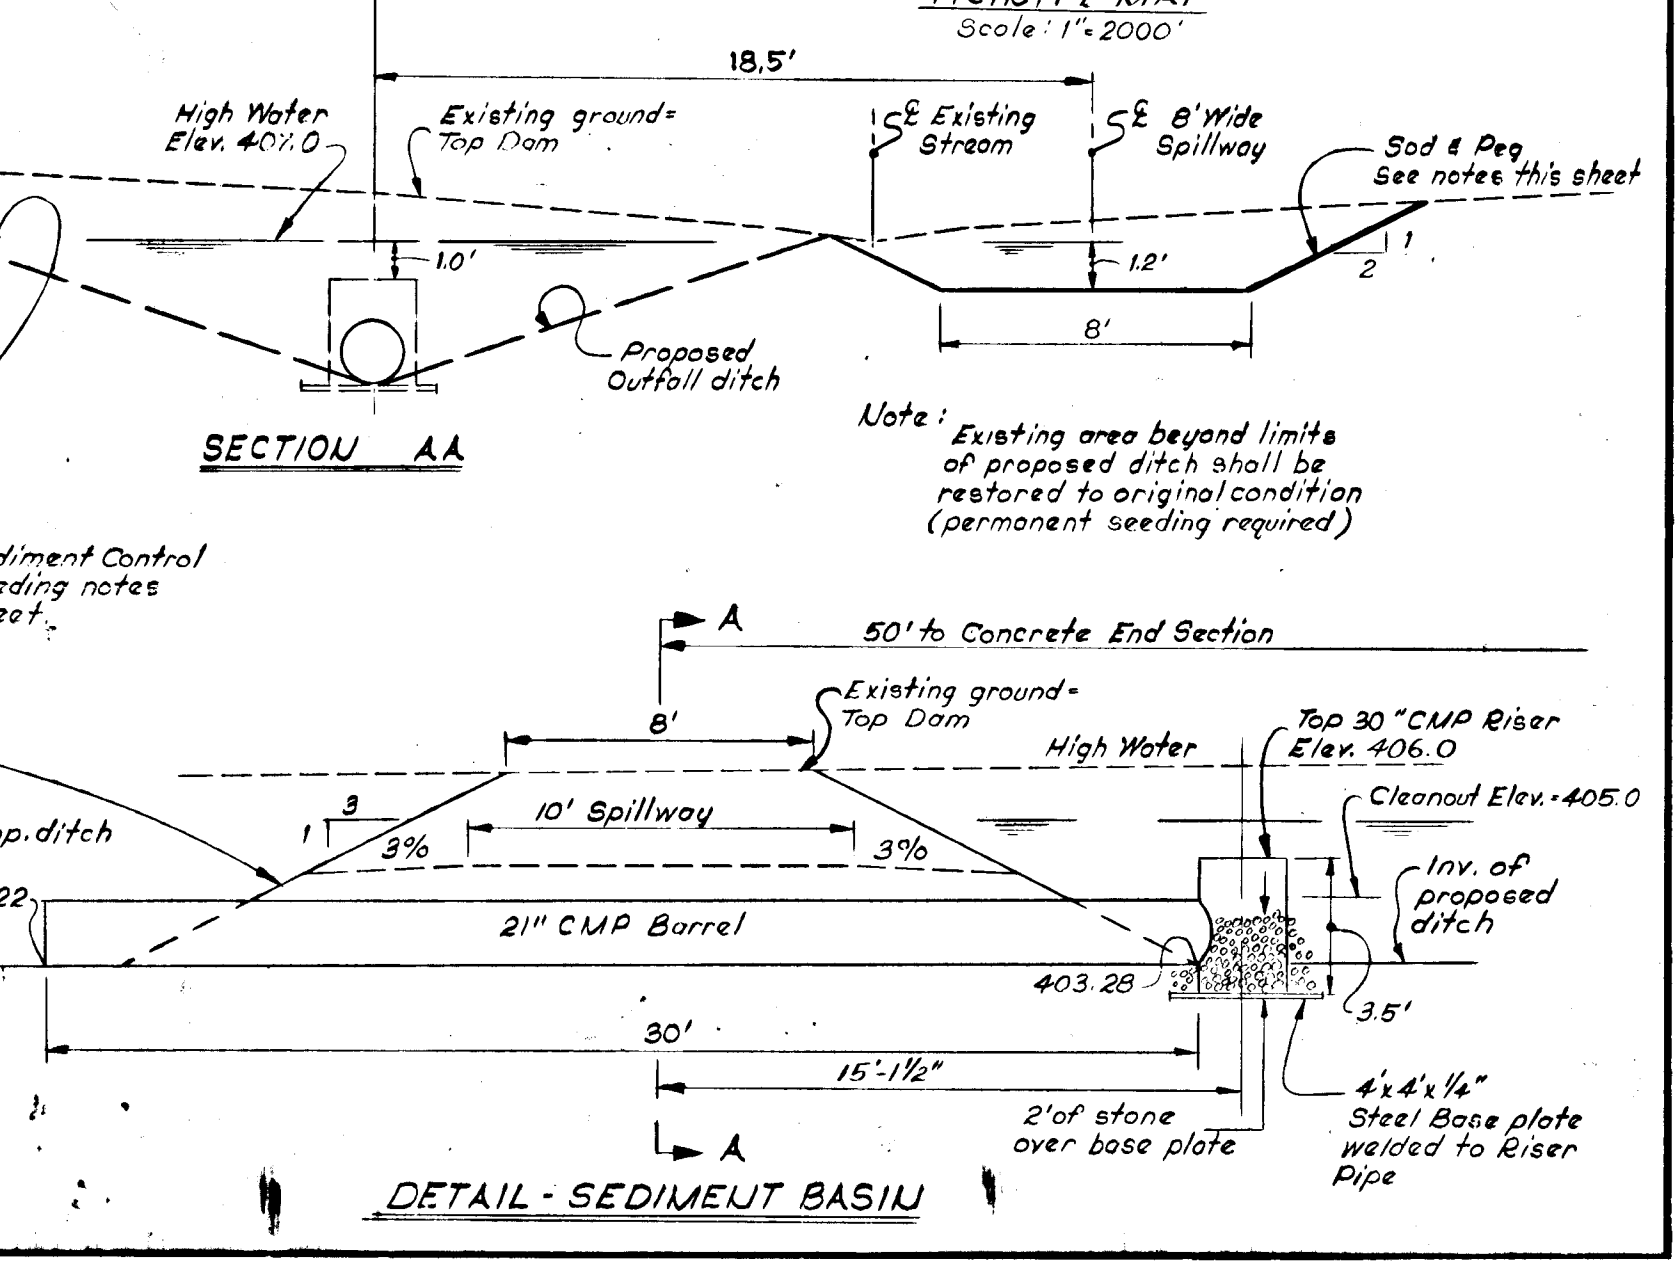 Scale: 1"=2000'
18.5'
High Water
Elev. 407.0
Existing ground=
Top Dam
℄ Existing
Stream
℄ 8' Wide
Spillway
Sod & Peg
See notes this sheet
1.0'
1.2'
1
2
8'
Proposed
Outfall ditch
SECTION AA
Note:
Existing area beyond limits
of proposed ditch shall be
restored to original condition
(permanent seeding required)
diment Control
eding notes
eet.
A
50' to Concrete End Section
8'
Existing ground=
Top Dam
High Water
Top 30" CMP Riser
Elev. 406.0
Cleanout Elev.=405.0
3
1
10' Spillway
3%
3%
op. ditch
22
21" CMP Barrel
Inv. of
proposed
ditch
403.28
3.5'
30'
15'-1½"
2' of stone
over base plate
4'x4'x¼"
Steel Base plate
welded to Riser
Pipe
A
DETAIL - SEDIMENT BASIN